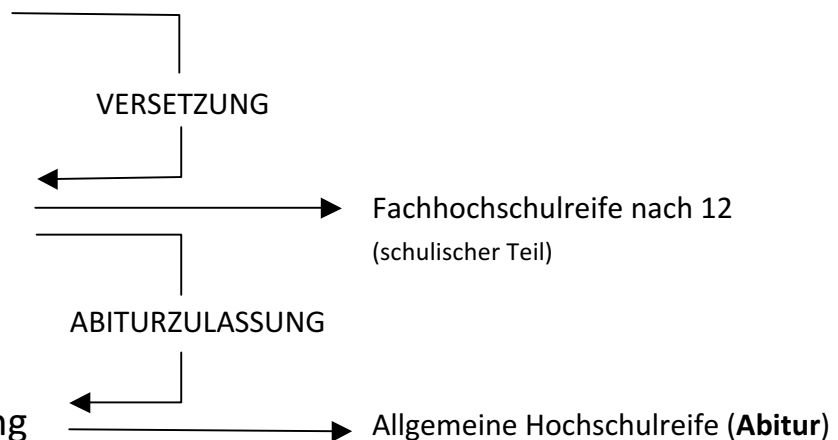 VERSETZUNG
Fachhochschulreife nach 12
(schulischer Teil)
ABITURZULASSUNG
Allgemeine Hochschulreife (Abitur)